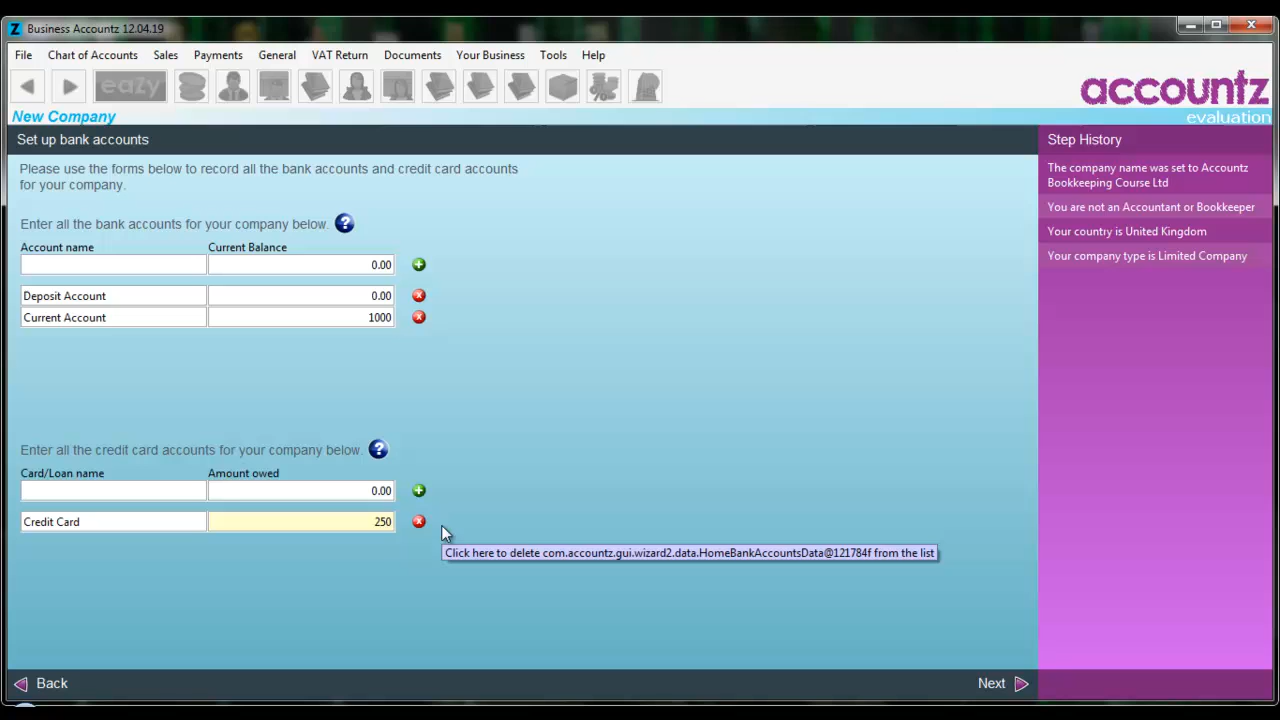 Business Accountz 12.04.19
File Chart of Accounts Sales Payments General VAT Return Documents Your Business Tools Help
eaZy
accountz
New Company
evaluation
Set up bank accounts
Please use the forms below to record all the bank accounts and credit card accounts
for your company.
Enter all the bank accounts for your company below. ?
Account name Current Balance
0.00
Deposit Account 0.00
Current Account 1000
Enter all the credit card accounts for your company below. ?
Card/Loan name Amount owed
0.00
Credit Card 250
Click here to delete com.accountz.gui.wizard2.data.HomeBankAccountsData@121784f from the list
Back Next
Step History
The company name was set to Accountz
Bookkeeping Course Ltd
You are not an Accountant or Bookkeeper
Your country is United Kingdom
Your company type is Limited Company